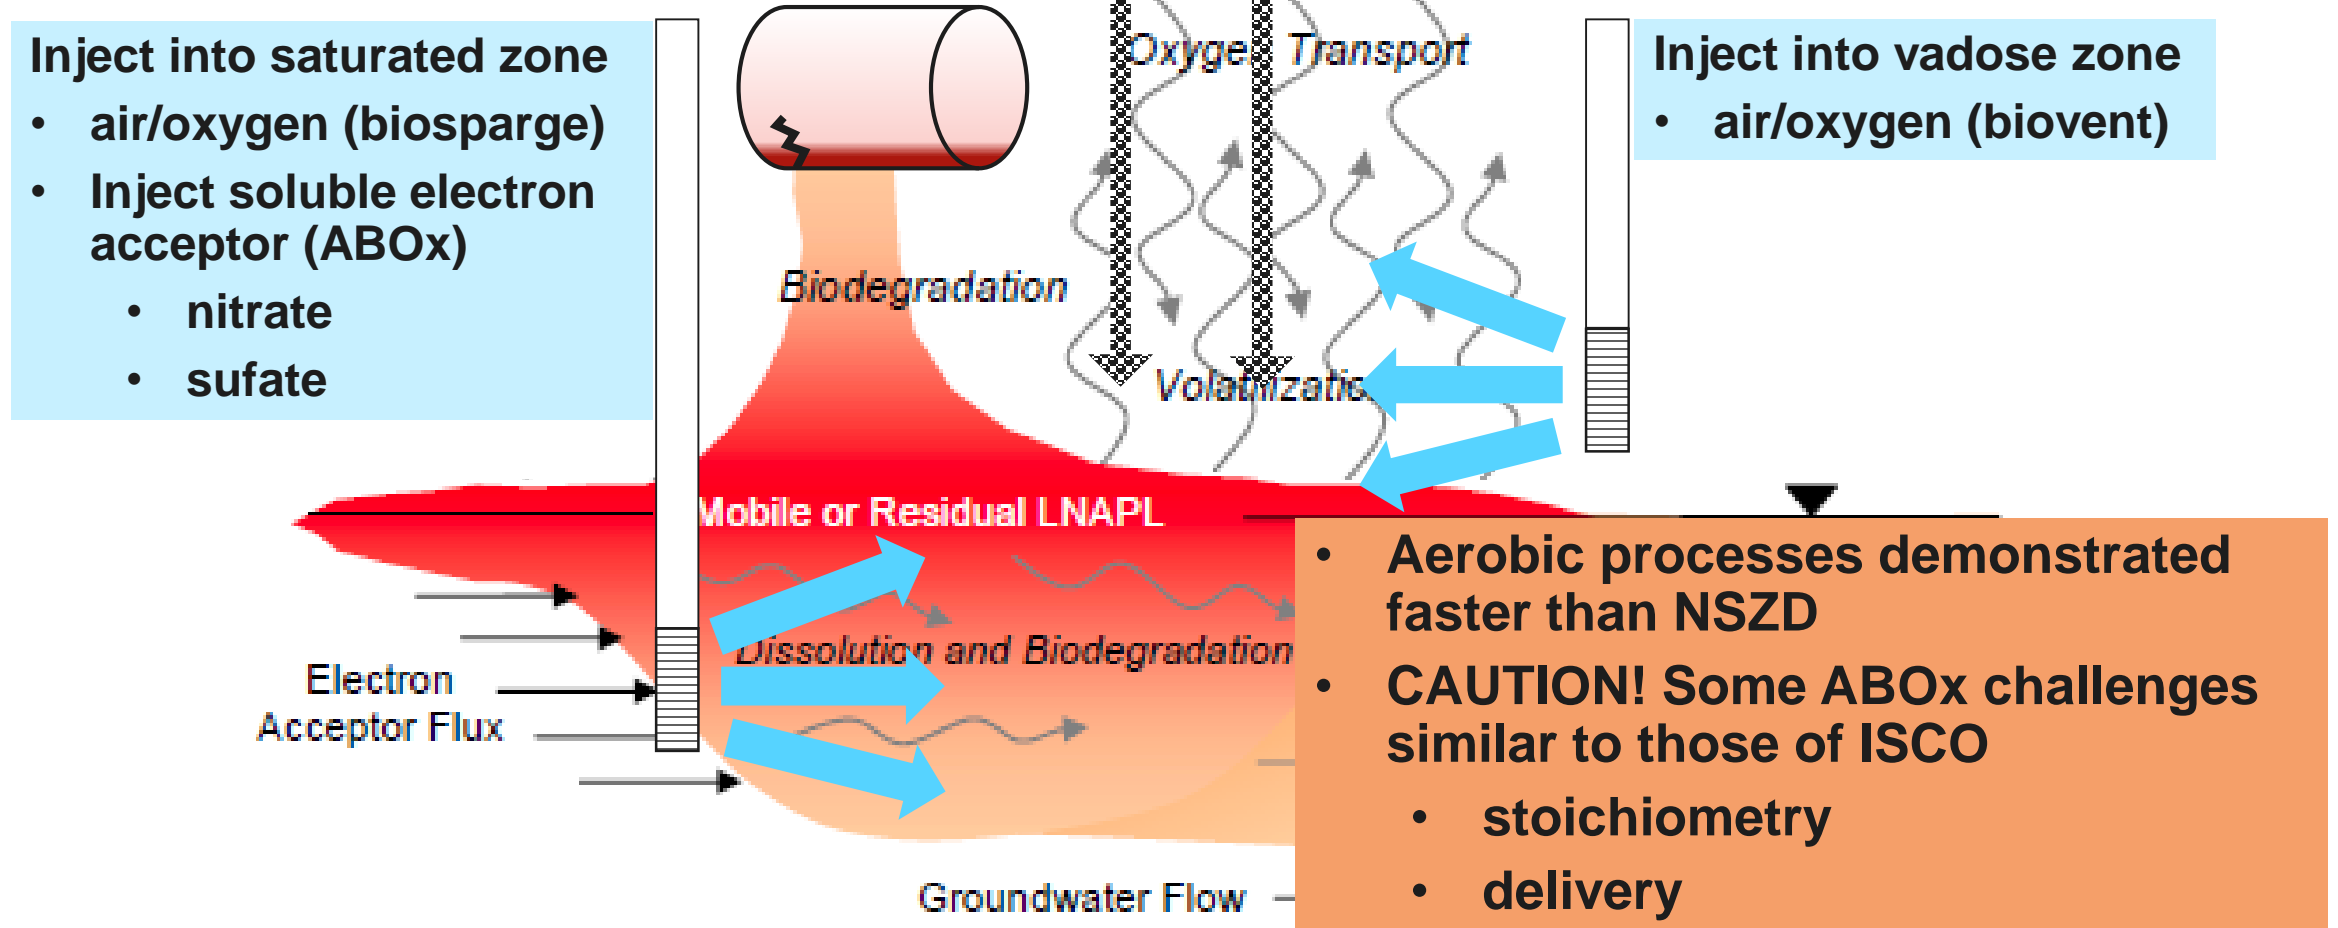 Inject into saturated zone
• air/oxygen (biosparge)
• Inject soluble electron
acceptor (ABOx)
• nitrate
• sufate
Oxygen Transport
Inject into vadose zone
• air/oxygen (biovent)
Biodegradation
Volatilization
Mobile or Residual LNAPL
Dissolution and Biodegradation
Electron
Acceptor Flux
Groundwater Flow
• Aerobic processes demonstrated
faster than NSZD
• CAUTION! Some ABOx challenges
similar to those of ISCO
• stoichiometry
• delivery